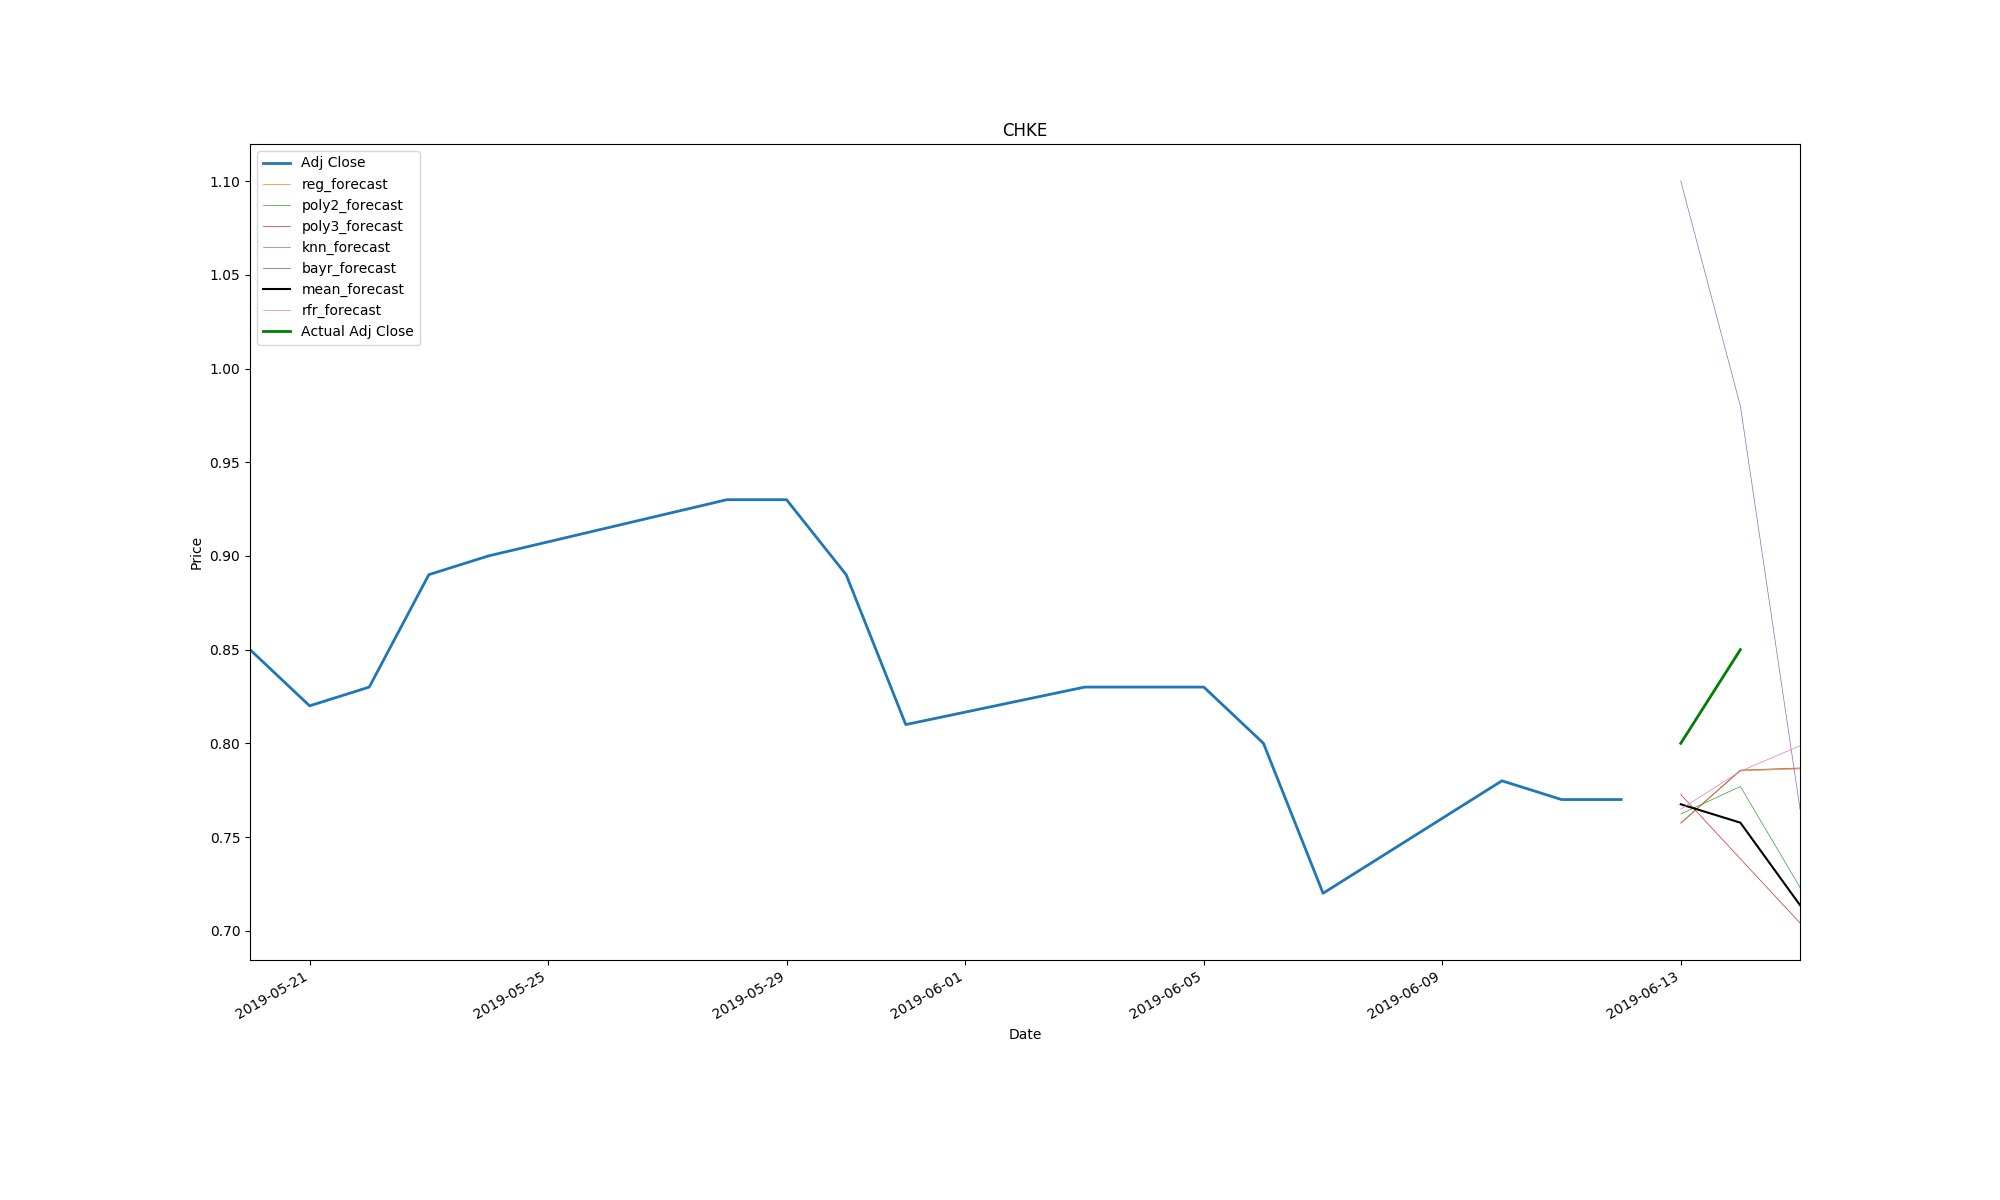 CHKE
Adj Close
reg_forecast
poly2_forecast
poly3_forecast
knn_forecast
bayr_forecast
mean_forecast
rfr_forecast
Actual Adj Close
1.10
1.05
1.00
0.95
0.90
0.85
0.80
0.75
0.70
Price
2019-05-21
2019-05-25
2019-05-29
2019-06-01
2019-06-05
2019-06-09
2019-06-13
Date